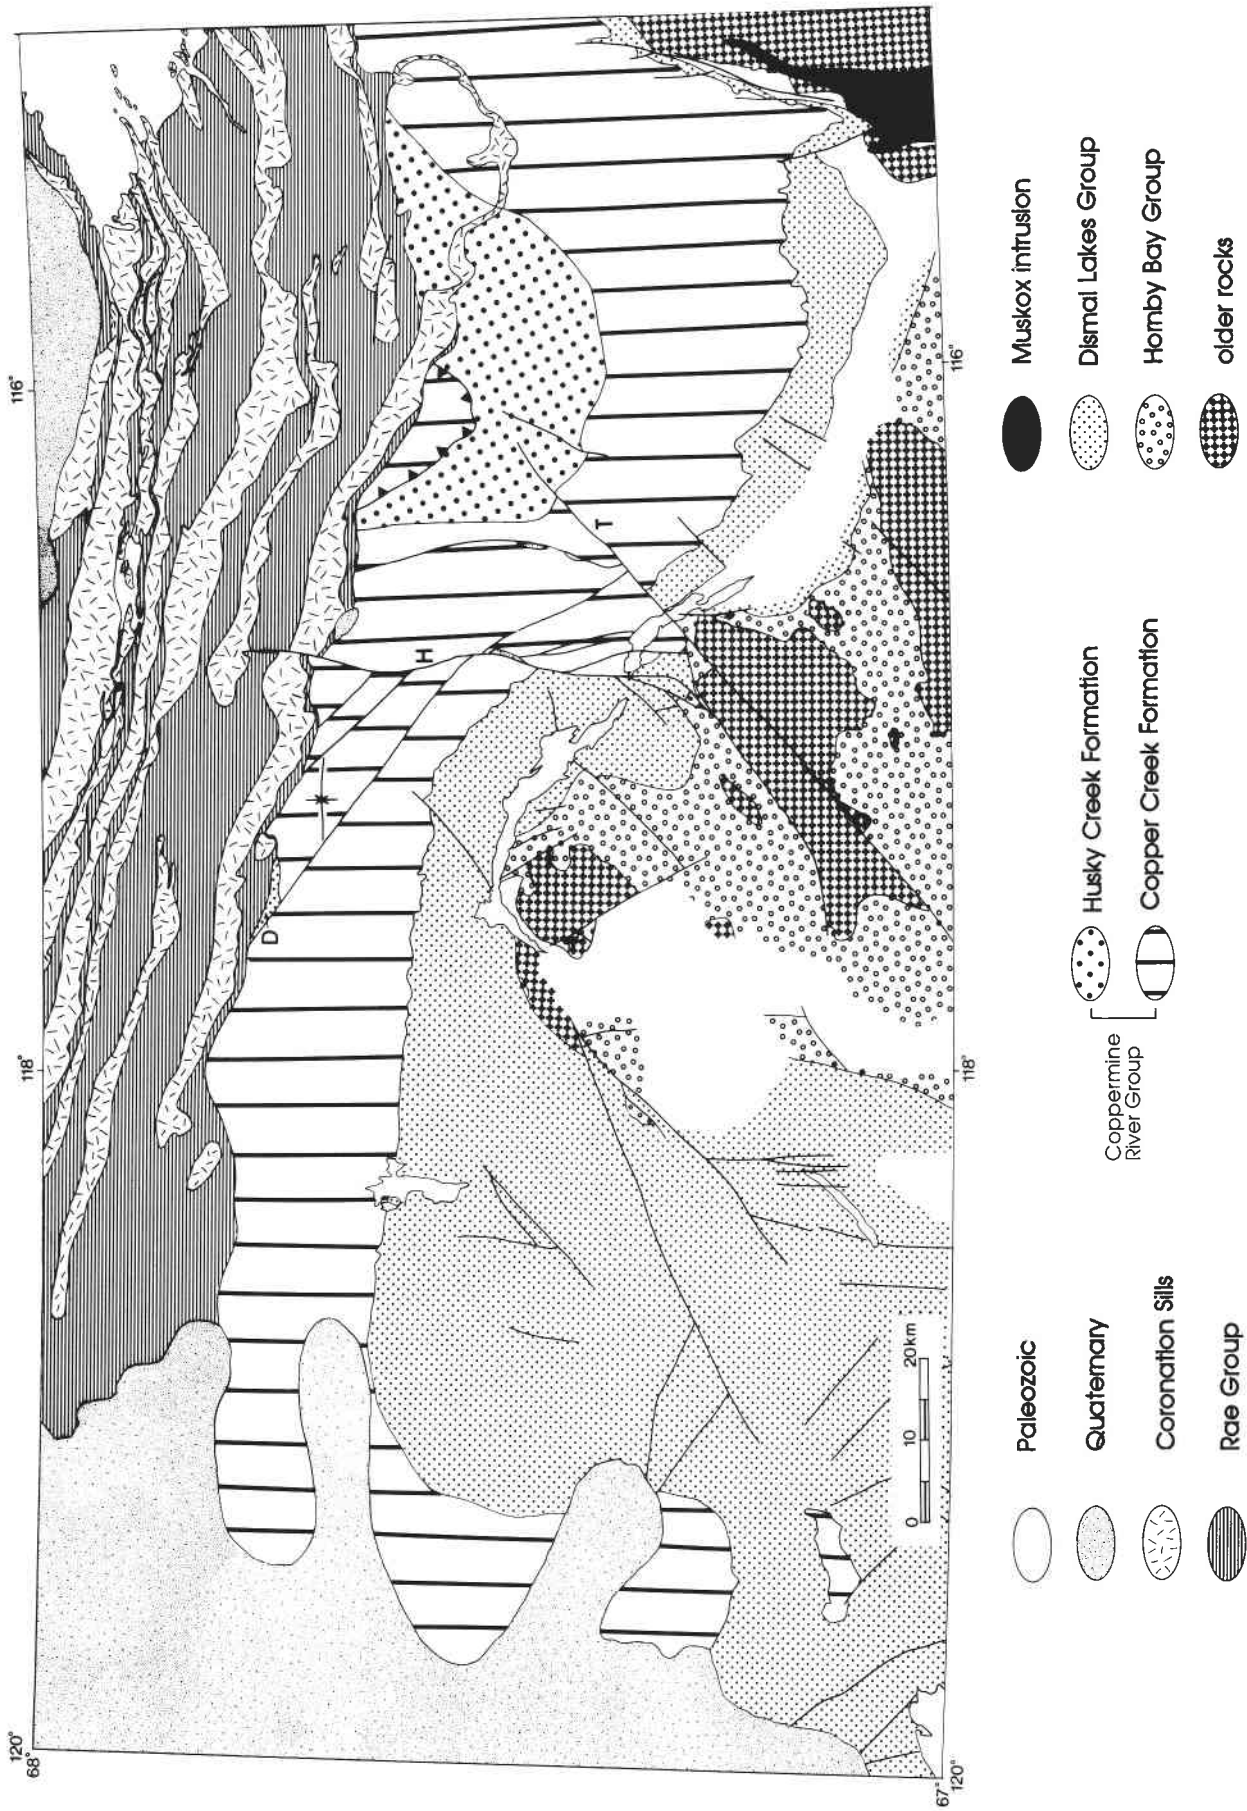 120°
118°
116°
68°
D
H
T
0 10 20km
67°
120°
118°
116°
Paleozoic
Quaternary
Coronation Sills
Rae Group
Coppermine
River Group
Husky Creek Formation
Copper Creek Formation
Muskox intrusion
Dismal Lakes Group
Hornby Bay Group
older rocks